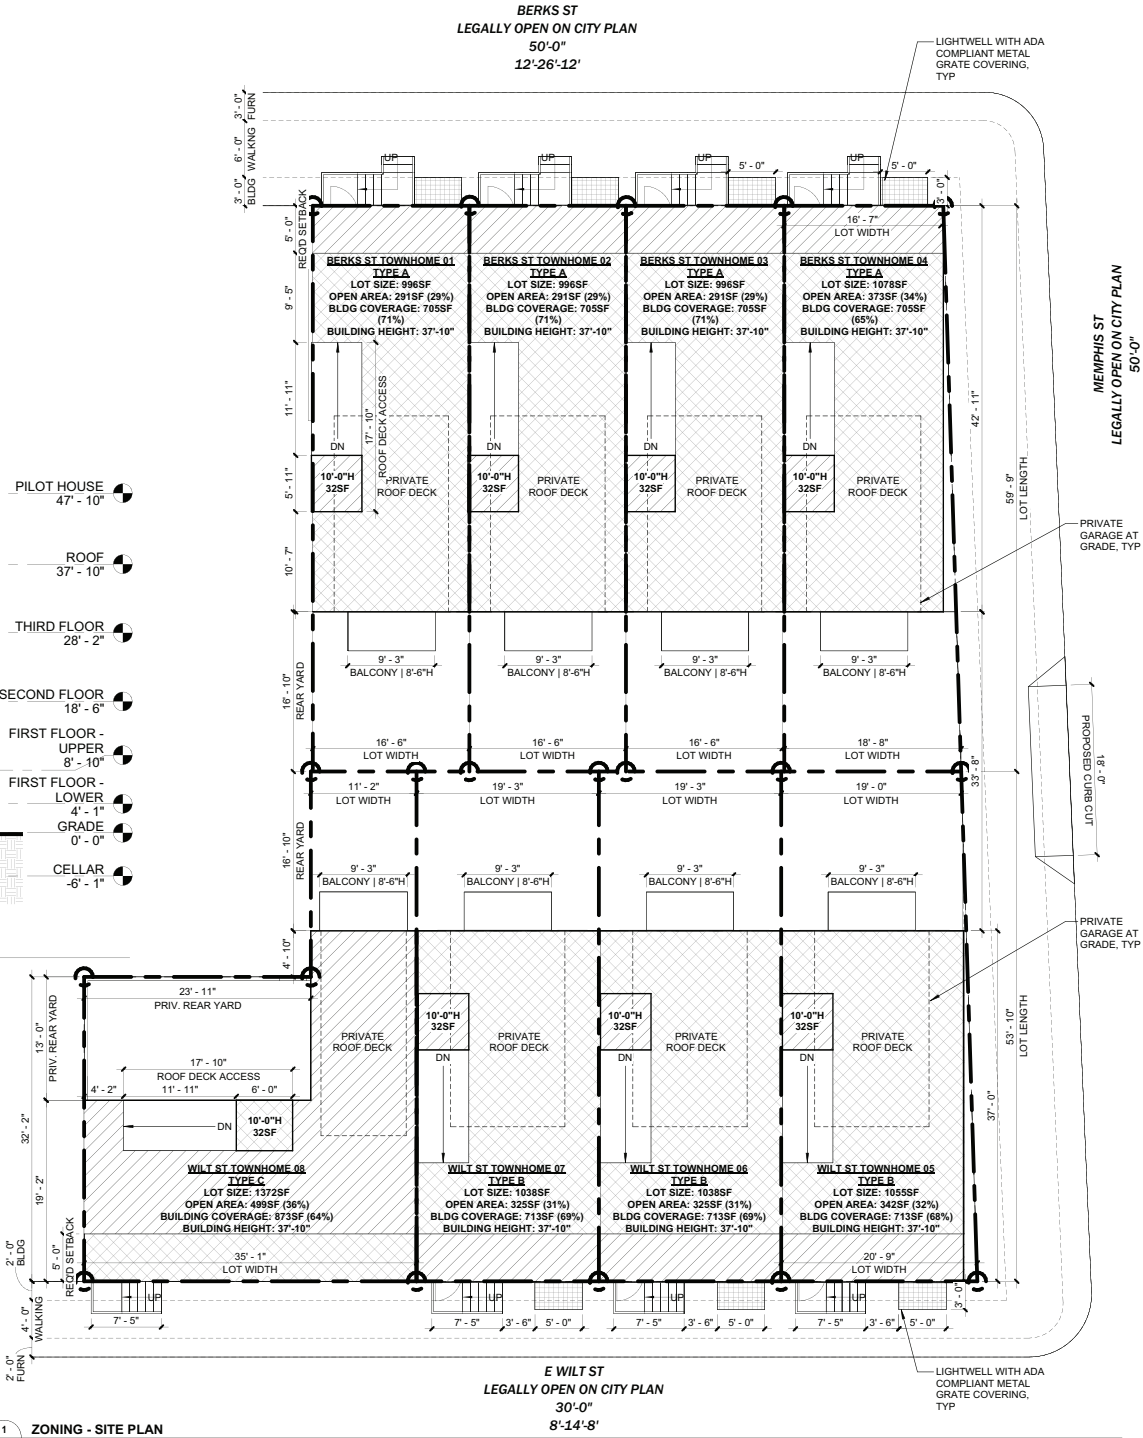 BERKS ST
LEGALLY OPEN ON CITY PLAN
50'-0"
12'-26'-12'
LIGHTWELL WITH ADA
COMPLIANT METAL
GRATE COVERING,
TYP
3' - 0"
FURN
6' - 0"
WALKNG
3' - 0"
BLDG
UP
UP
UP
5' - 0"
UP
5' - 0"
3' - 0"
5' - 0"
REQ'D SETBACK
16' - 7"
LOT WIDTH
BERKS ST TOWNHOME 01
TYPE A
LOT SIZE: 996SF
OPEN AREA: 291SF (29%)
BLDG COVERAGE: 705SF
(71%)
BUILDING HEIGHT: 37'-10"
BERKS ST TOWNHOME 02
TYPE A
LOT SIZE: 996SF
OPEN AREA: 291SF (29%)
BLDG COVERAGE: 705SF
(71%)
BUILDING HEIGHT: 37'-10"
BERKS ST TOWNHOME 03
TYPE A
LOT SIZE: 996SF
OPEN AREA: 291SF (29%)
BLDG COVERAGE: 705SF
(71%)
BUILDING HEIGHT: 37'-10"
BERKS ST TOWNHOME 04
TYPE A
LOT SIZE: 1078SF
OPEN AREA: 373SF (34%)
BLDG COVERAGE: 705SF
(65%)
BUILDING HEIGHT: 37'-10"
MEMPHIS ST
LEGALLY OPEN ON CITY PLAN
50'-0"
9' - 5"
11' - 11"
5' - 11"
10' - 7"
17' - 10"
ROOF DECK ACCESS
DN
DN
DN
DN
10'-0"H
32SF
10'-0"H
32SF
10'-0"H
32SF
10'-0"H
32SF
PRIVATE
ROOF DECK
PRIVATE
ROOF DECK
PRIVATE
ROOF DECK
PRIVATE
ROOF DECK
42' - 11"
59' - 9"
LOT LENGTH
PRIVATE
GARAGE AT
GRADE, TYP
PILOT HOUSE
47' - 10"
ROOF
37' - 10"
THIRD FLOOR
28' - 2"
SECOND FLOOR
18' - 6"
FIRST FLOOR -
UPPER
8' - 10"
FIRST FLOOR -
LOWER
4' - 1"
GRADE
0' - 0"
CELLAR
-6' - 1"
9' - 3"
BALCONY | 8'-6"H
9' - 3"
BALCONY | 8'-6"H
9' - 3"
BALCONY | 8'-6"H
9' - 3"
BALCONY | 8'-6"H
16' - 10"
REAR YARD
16' - 6"
LOT WIDTH
16' - 6"
LOT WIDTH
16' - 6"
LOT WIDTH
18' - 8"
LOT WIDTH
33' - 8"
18' - 0"
PROPOSED CURB CUT
11' - 2"
LOT WIDTH
19' - 3"
LOT WIDTH
19' - 3"
LOT WIDTH
19' - 0"
LOT WIDTH
16' - 10"
REAR YARD
9' - 3"
BALCONY | 8'-6"H
9' - 3"
BALCONY | 8'-6"H
9' - 3"
BALCONY | 8'-6"H
9' - 3"
BALCONY | 8'-6"H
PRIVATE
GARAGE AT
GRADE, TYP
4' - 10"
23' - 11"
PRIV. REAR YARD
13' - 0"
PRIV. REAR YARD
17' - 10"
ROOF DECK ACCESS
4' - 2"
11' - 11"
6' - 0"
DN
10'-0"H
32SF
PRIVATE
ROOF DECK
10'-0"H
32SF
DN
PRIVATE
ROOF DECK
10'-0"H
32SF
DN
PRIVATE
ROOF DECK
10'-0"H
32SF
DN
PRIVATE
ROOF DECK
53' - 10"
LOT LENGTH
37' - 0"
32' - 2"
19' - 2"
WILT ST TOWNHOME 08
TYPE C
LOT SIZE: 1372SF
OPEN AREA: 499SF (36%)
BUILDING COVERAGE: 873SF (64%)
BUILDING HEIGHT: 37'-10"
WILT ST TOWNHOME 07
TYPE B
LOT SIZE: 1038SF
OPEN AREA: 325SF (31%)
BLDG COVERAGE: 713SF (69%)
BUILDING HEIGHT: 37'-10"
WILT ST TOWNHOME 06
TYPE B
LOT SIZE: 1038SF
OPEN AREA: 325SF (31%)
BLDG COVERAGE: 713SF (69%)
BUILDING HEIGHT: 37'-10"
WILT ST TOWNHOME 05
TYPE B
LOT SIZE: 1055SF
OPEN AREA: 342SF (32%)
BLDG COVERAGE: 713SF (68%)
BUILDING HEIGHT: 37'-10"
2' - 0"
BLDG
5' - 0"
REQ'D SETBACK
35' - 1"
LOT WIDTH
20' - 9"
LOT WIDTH
4' - 0"
WALKING
2' - 0"
FURN
UP
7' - 5"
UP
7' - 5"
3' - 6"
5' - 0"
UP
7' - 5"
3' - 6"
5' - 0"
UP
7' - 5"
3' - 6"
5' - 0"
3' - 0"
E WILT ST
LEGALLY OPEN ON CITY PLAN
30'-0"
8'-14'-8'
LIGHTWELL WITH ADA
COMPLIANT METAL
GRATE COVERING,
TYP
1
ZONING - SITE PLAN